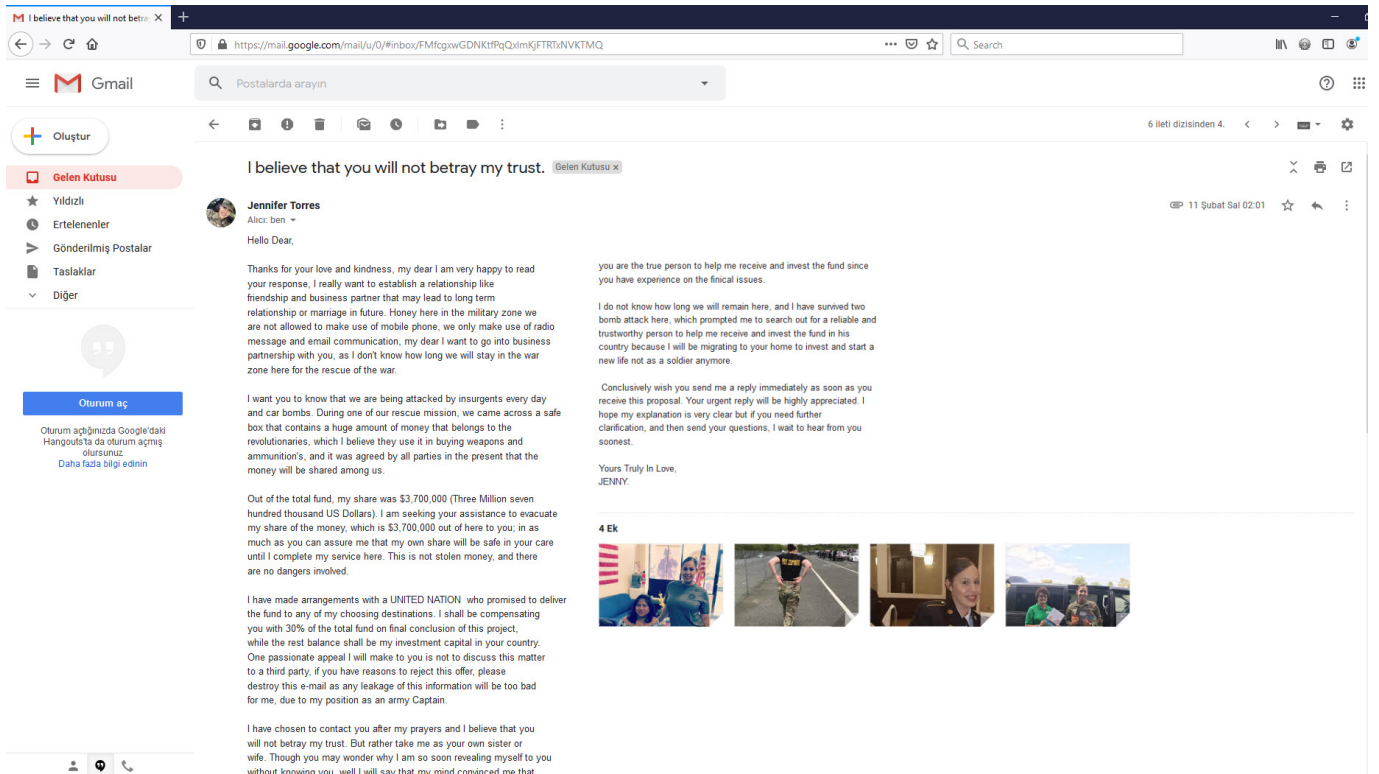 I believe that you will not betray
https://mail.google.com/mail/u/0/#inbox/FMfcgxwGDNKtfPqQxlmKjFTRTxNVKTMQ
Search
Gmail
Postalarda arayın
Oluştur
6 ileti dizisinden 4.
Gelen Kutusu
Yıldızlı
Ertelenenler
Gönderilmiş Postalar
Taslaklar
Diğer
Oturum aç
Oturum açtığınızda Google'daki
Hangouts'ta da oturum açmış
olursunuz
Daha fazla bilgi edinin
I believe that you will not betray my trust. Gelen Kutusu x
Jennifer Torres
Alıcı: ben
11 Şubat Sal 02:01
Hello Dear,
Thanks for your love and kindness, my dear I am very happy to read
your response, I really want to establish a relationship like
friendship and business partner that may lead to long term
relationship or marriage in future. Honey here in the military zone we
are not allowed to make use of mobile phone, we only make use of radio
message and email communication, my dear I want to go into business
partnership with you, as I don't know how long we will stay in the war
zone here for the rescue of the war.
I want you to know that we are being attacked by insurgents every day
and car bombs. During one of our rescue mission, we came across a safe
box that contains a huge amount of money that belongs to the
revolutionaries, which I believe they use it in buying weapons and
ammunition's, and it was agreed by all parties in the present that the
money will be shared among us.
Out of the total fund, my share was $3,700,000 (Three Million seven
hundred thousand US Dollars). I am seeking your assistance to evacuate
my share of the money, which is $3,700,000 out of here to you; in as
much as you can assure me that my own share will be safe in your care
until I complete my service here. This is not stolen money, and there
are no dangers involved.
I have made arrangements with a UNITED NATION who promised to deliver
the fund to any of my choosing destinations. I shall be compensating
you with 30% of the total fund on final conclusion of this project,
while the rest balance shall be my investment capital in your country.
One passionate appeal I will make to you is not to discuss this matter
to a third party, if you have reasons to reject this offer, please
destroy this e-mail as any leakage of this information will be too bad
for me, due to my position as an army Captain.
I have chosen to contact you after my prayers and I believe that you
will not betray my trust. But rather take me as your own sister or
wife. Though you may wonder why I am so soon revealing myself to you
without knowing you, well I will say that my mind convinced me that
you are the true person to help me receive and invest the fund since
you have experience on the finical issues.
I do not know how long we will remain here, and I have survived two
bomb attack here, which prompted me to search out for a reliable and
trustworthy person to help me receive and invest the fund in his
country because I will be migrating to your home to invest and start a
new life not as a soldier anymore.
Conclusively wish you send me a reply immediately as soon as you
receive this proposal. Your urgent reply will be highly appreciated. I
hope my explanation is very clear but if you need further
clarification, and then send your questions, I wait to hear from you
soonest.
Yours Truly In Love,
JENNY.
4 Ek